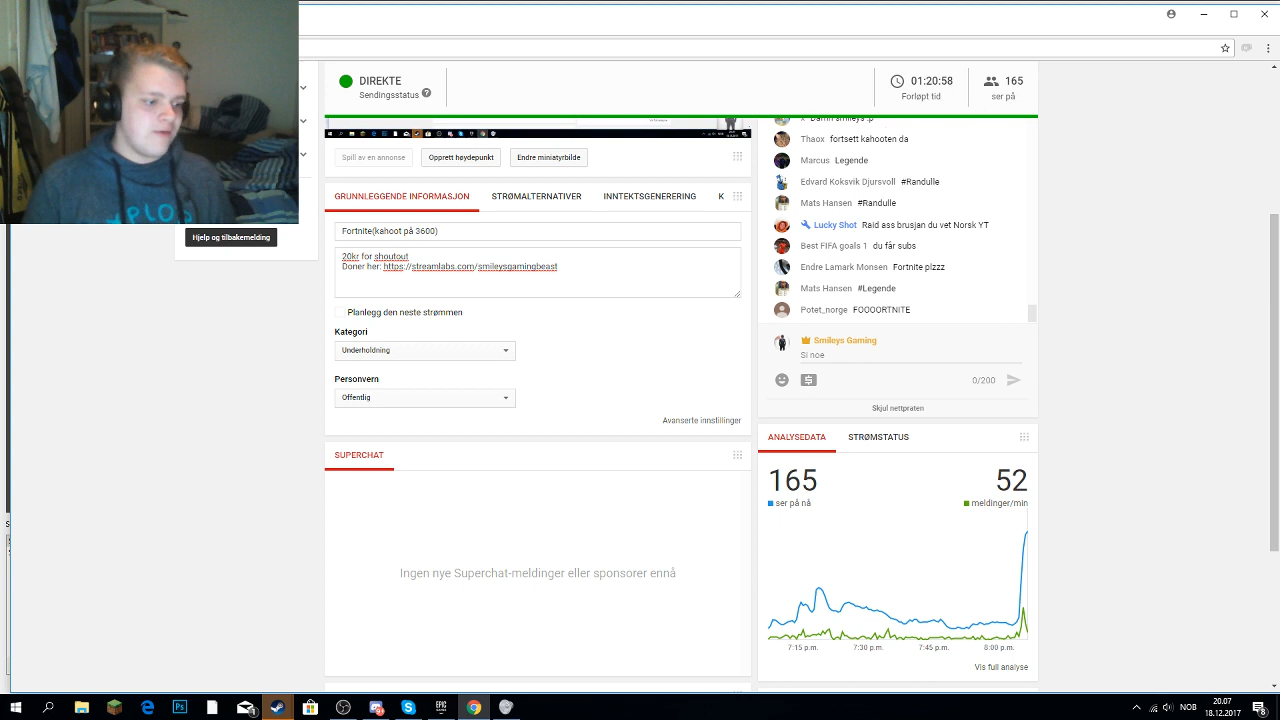 DIREKTE
Sendingsstatus ?
01:20:58
Forløpt tid
165
ser på
Spill av en annonse
Opprett høydepunkt
Endre miniatyrbilde
GRUNNLEGGENDE INFORMASJON
STRØMALTERNATIVER
INNTEKTSGENERERING
K
Fortnite(kahoot på 3600)
20kr for shoutout
Doner her: https://streamlabs.com/smileysgamingbeast
Planlegg den neste strømmen
Kategori
Underholdning
Personvern
Offentlig
Avanserte innstillinger
SUPERCHAT
Ingen nye Superchat-meldinger eller sponsorer ennå
Hjelp og tilbakemelding
XPLO
Thaox fortsett kahooten da
Marcus Legende
Edvard Koksvik Djursvoll #Randulle
Mats Hansen #Randulle
Lucky Shot Raid ass brusjan du vet Norsk YT
Best FIFA goals 1 du får subs
Endre Lamark Monsen Fortnite plzzz
Mats Hansen #Legende
Potet_norge FOOOORTNITE
Smileys Gaming
Si noe
0/200
Skjul nettpraten
ANALYSEDATA
STRØMSTATUS
165
ser på nå
52
meldinger/min
7:15 p.m.
7:30 p.m.
7:45 p.m.
8:00 p.m.
Vis full analyse
Ps
EPIC
NOB
20.07
18.12.2017